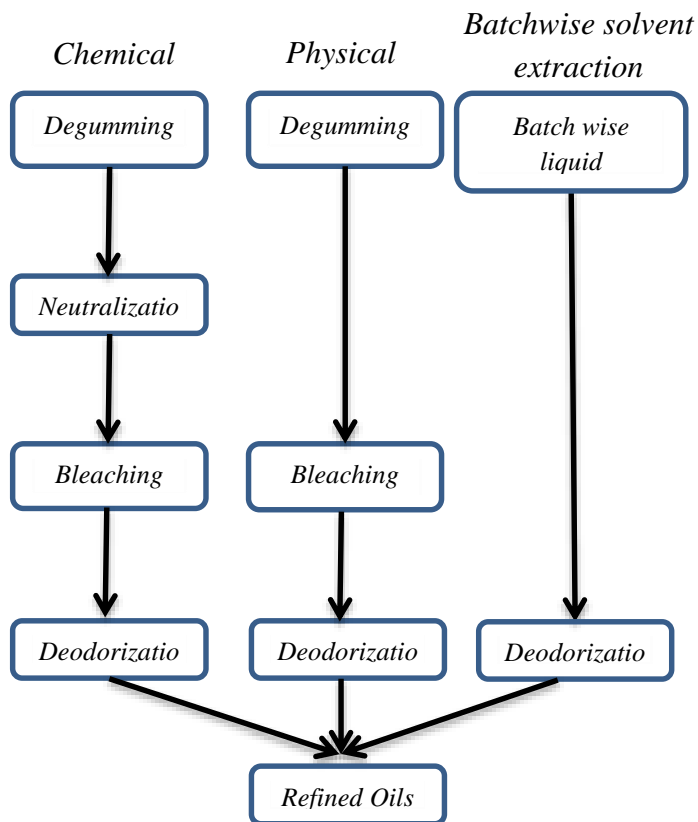 Chemical
Physical
Batchwise solvent
extraction
Degumming
Degumming
Batch wise
liquid
Neutralizatio
Bleaching
Bleaching
Deodorizatio
Deodorizatio
Deodorizatio
Refined Oils